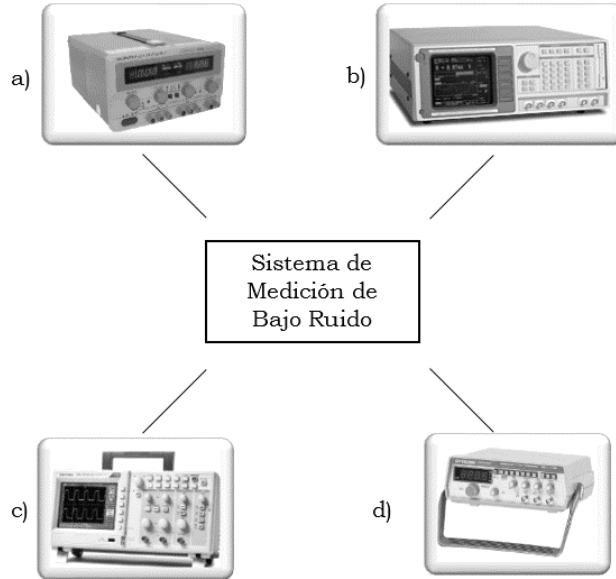 a)
b)
Sistema de
Medición de
Bajo Ruido
c)
d)